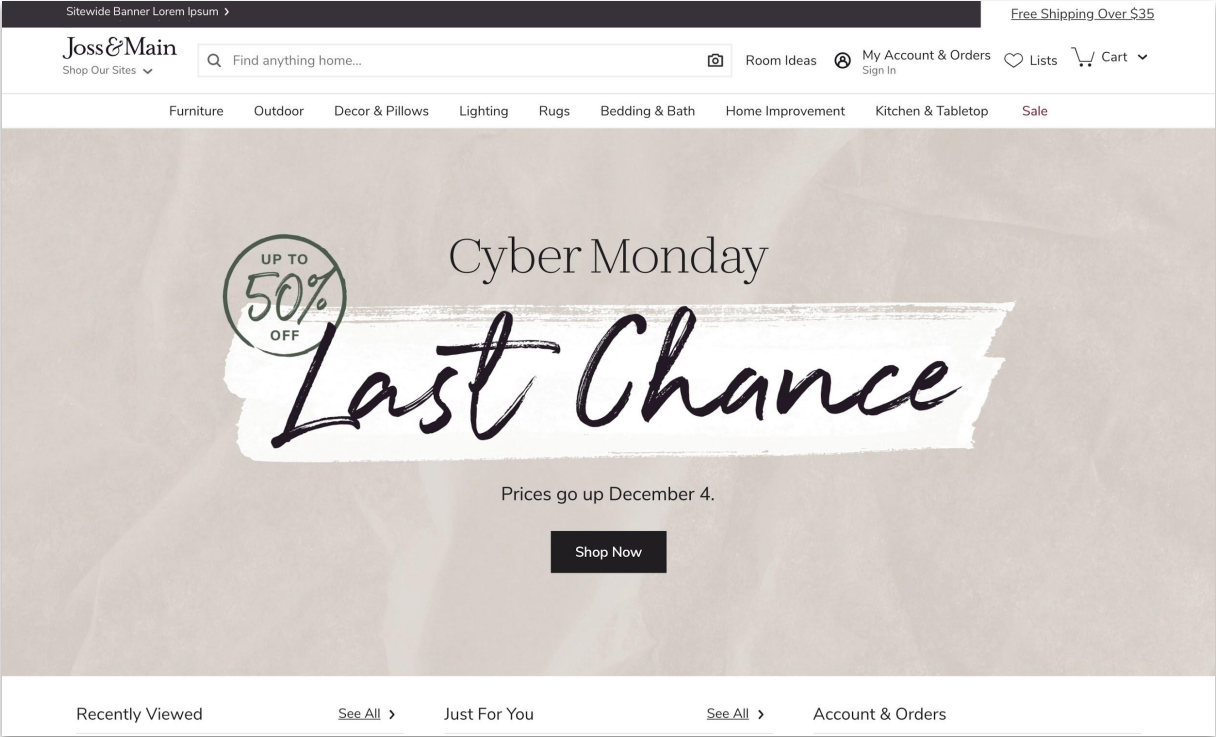 Sitewide Banner Lorem Ipsum
Free Shipping Over $35
Joss&Main
Shop Our Sites
Find anything home...
Room Ideas
My Account & Orders
Sign In
Lists
Cart
Furniture
Outdoor
Decor & Pillows
Lighting
Rugs
Bedding & Bath
Home Improvement
Kitchen & Tabletop
Sale
UP TO
50%
OFF
Cyber Monday
Last Chance
Prices go up December 4.
Shop Now
Recently Viewed
See All
Just For You
See All
Account & Orders